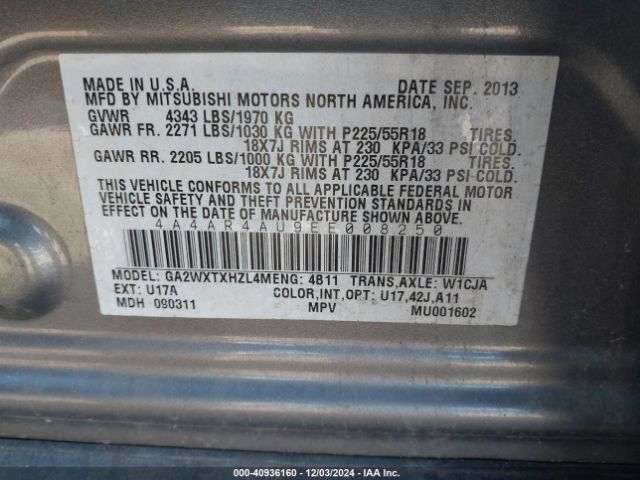 MADE IN U.S.A. DATE SEP. 2013
MFD BY MITSUBISHI MOTORS NORTH AMERICA, INC.
GVWR 4343 LBS/1970 KG
GAWR FR. 2271 LBS/1030 KG WITH P225/55R18 TIRES,
18X7J RIMS AT 230 KPA/33 PSI COLD.
GAWR RR. 2205 LBS/1000 KG WITH P225/55R18 TIRES,
18X7J RIMS AT 230 KPA/33 PSI COLD.
THIS VEHICLE CONFORMS TO ALL APPLICABLE FEDERAL MOTOR
VEHICLE SAFETY AND THEFT PREVENTION STANDARDS IN
EFFECT ON THE DATE OF MANUFACTURE SHOWN ABOVE.
4A4AR4AU9EE008250
MODEL: GA2WXTXHZL4MENG: 4B11 TRANS,AXLE: W1CJA
EXT: U17A COLOR,INT,OPT: U17,42J,A11
MDH 090311 MPV MU001602
000-40936160 - 12/03/2024 - IAA Inc.